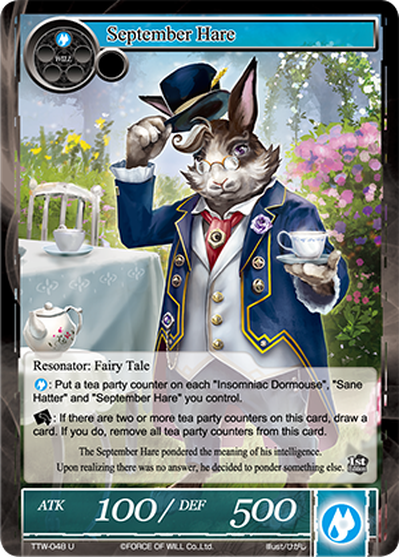 September Hare
WILL
Resonator: Fairy Tale
: Put a tea party counter on each "Insomniac Dormouse", "Sane
Hatter" and "September Hare" you control.
: If there are two or more tea party counters on this card, draw a
card. If you do, remove all tea party counters from this card.
The September Hare pondered the meaning of his intelligence.
Upon realizing there was no answer, he decided to ponder something else.
1st
Edition
ATK 100/ DEF 500
TTW-048 U ©FORCE OF WILL Co.,Ltd. Illust/